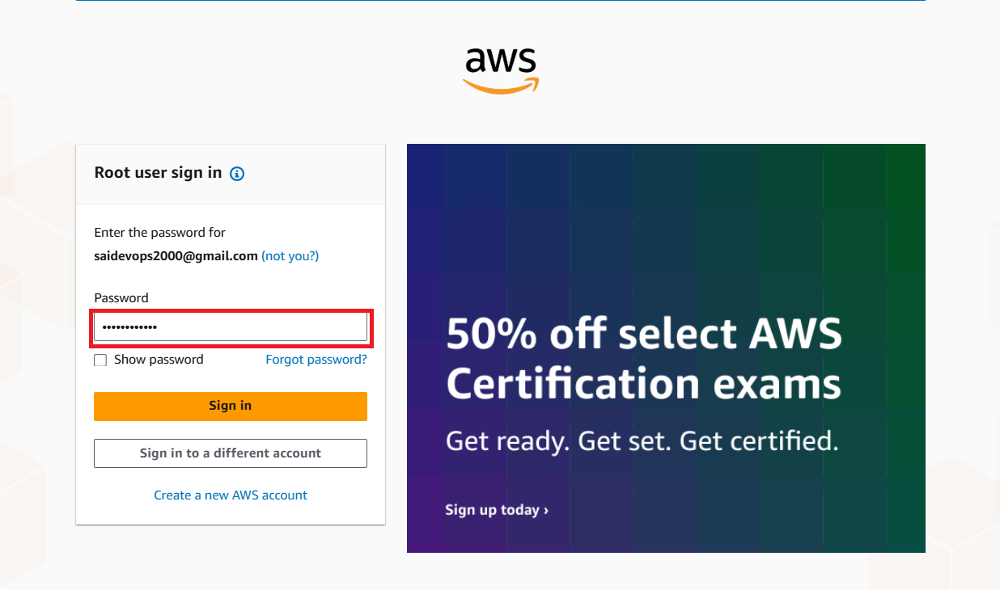 aws
Root user sign in
Enter the password for
saidevops2000@gmail.com (not you?)
Password
••••••••••••
Show password
Forgot password?
Sign in
Sign in to a different account
Create a new AWS account
50% off select AWS
Certification exams
Get ready. Get set. Get certified.
Sign up today ›